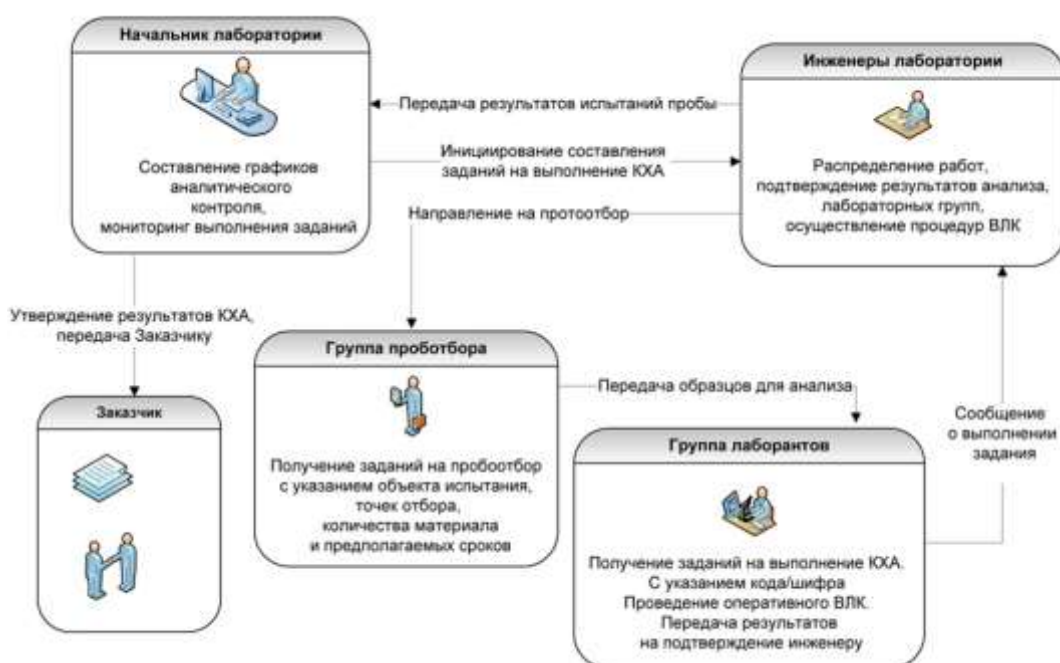 Начальник лаборатории
Составление графиков
аналитического
контроля,
мониторинг выполнения заданий
Передача результатов испытаний пробы
Инициирование составления
заданий на выполнение КХА
Направление на протоотбор
Инженеры лаборатории
Распределение работ,
подтверждение результатов анализа,
лабораторных групп,
осуществление процедур ВЛК
Утверждение результатов КХА,
передача Заказчику
Заказчик
Группа проботбора
Получение заданий на пробоотбор
с указанием объекта испытания,
точек отбора,
количества материала
и предполагаемых сроков
Передача образцов для анализа
Группа лаборантов
Получение заданий на выполнение КХА.
С указанием кода/шифра
Проведение оперативного ВЛК.
Передача результатов
на подтверждение инженеру
Сообщение
о выполнении
задания